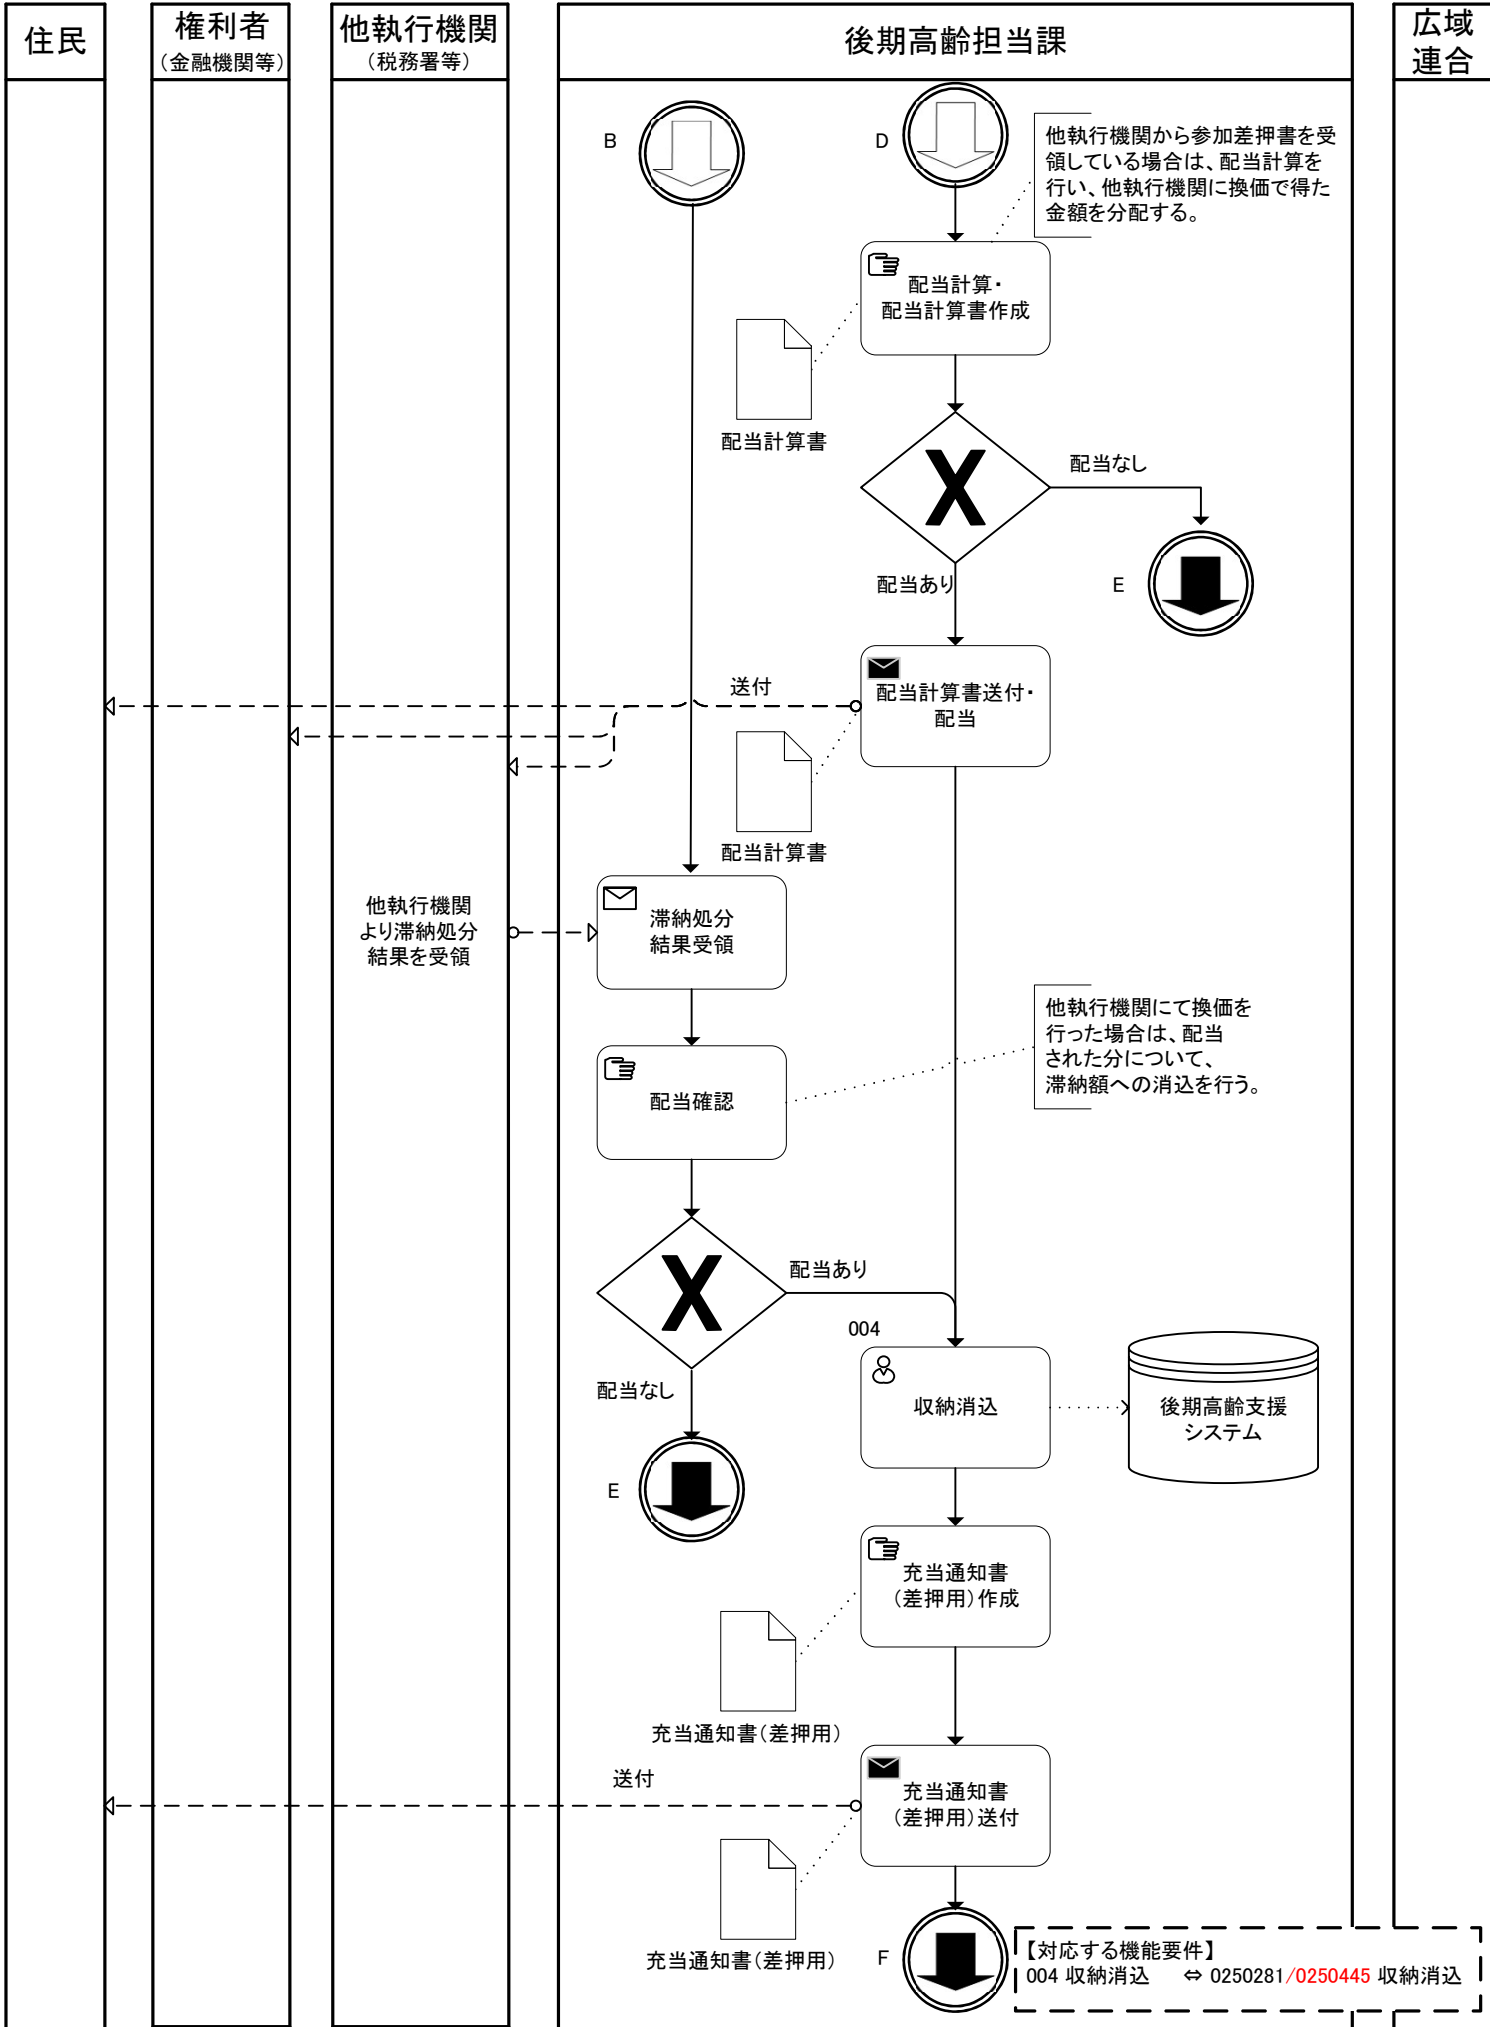 住民
権利者
（金融機関等）
他執行機関
（税務署等）
後期高齢担当課
広域
連合
B
D
他執行機関から参加差押書を受
領している場合は、配当計算を
行い、他執行機関に換価で得た
金額を分配する。
配当計算・
配当計算書作成
配当計算書
配当なし
配当あり
E
送付
配当計算書送付・
配当
配当計算書
他執行機関
より滞納処分
結果を受領
滞納処分
結果受領
他執行機関にて換価を
行った場合は、配当
された分について、
滞納額への消込を行う。
配当確認
配当あり
004
配当なし
収納消込
後期高齢支援
システム
E
充当通知書
（差押用）作成
充当通知書（差押用）
送付
充当通知書
（差押用）送付
充当通知書（差押用）
F
【対応する機能要件】
004 収納消込 ⇔ 0250281/0250445 収納消込